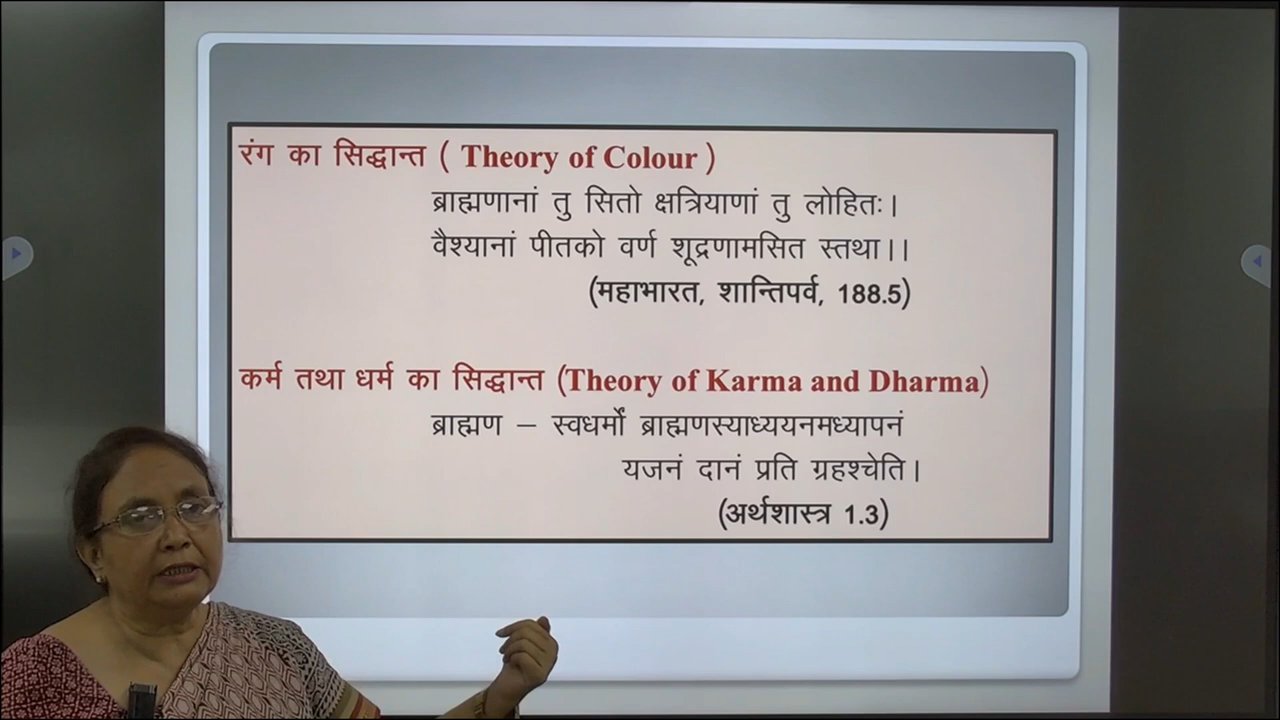 रंग का सिद्धान्त ( Theory of Colour )
ब्राह्मणानां तु सितो क्षत्रियाणां तु लोहितः।
वैश्यानां पीतको वर्ण शूद्रणामसित स्तथा।।
(महाभारत, शान्तिपर्व, 188.5)
कर्म तथा धर्म का सिद्धान्त (Theory of Karma and Dharma)
ब्राह्मण – स्वधर्मों ब्राह्मणस्याध्ययनमध्यापनं
यजनं दानं प्रति ग्रहश्चेति।
(अर्थशास्त्र 1.3)